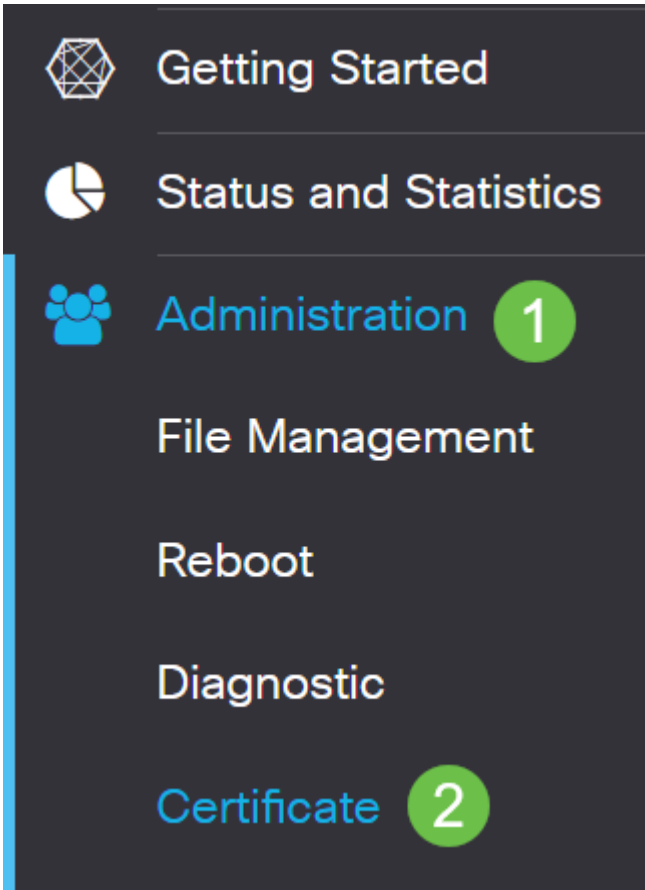 Getting Started
Status and Statistics
Administration 1
File Management
Reboot
Diagnostic
Certificate 2